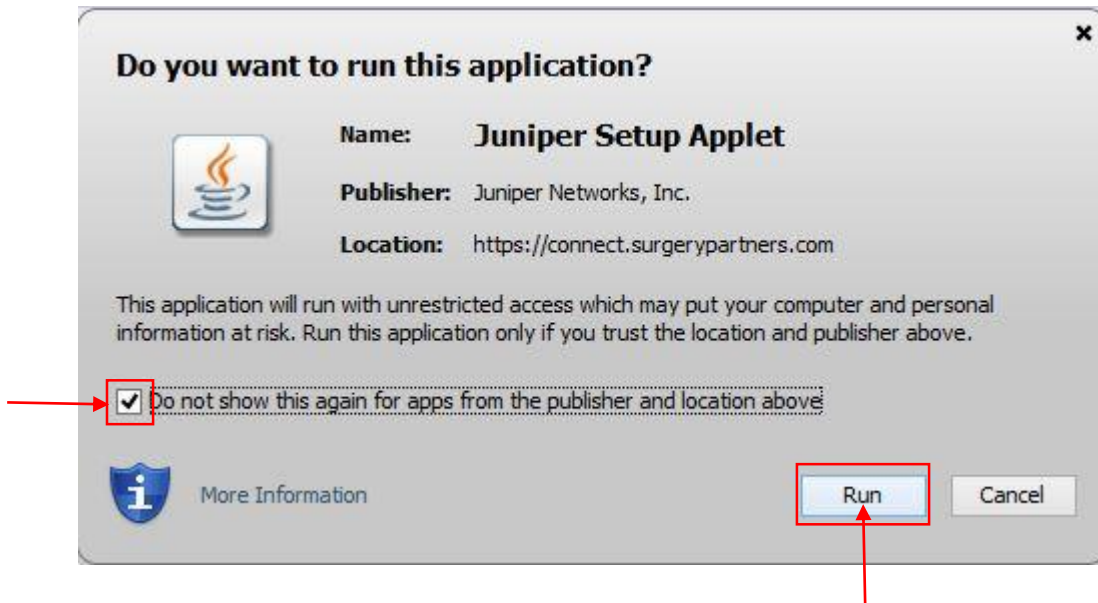 Do you want to run this application?
Name: Juniper Setup Applet
Publisher: Juniper Networks, Inc.
Location: https://connect.surgerypartners.com
This application will run with unrestricted access which may put your computer and personal
information at risk. Run this application only if you trust the location and publisher above.
Do not show this again for apps from the publisher and location above
More Information
Run Cancel